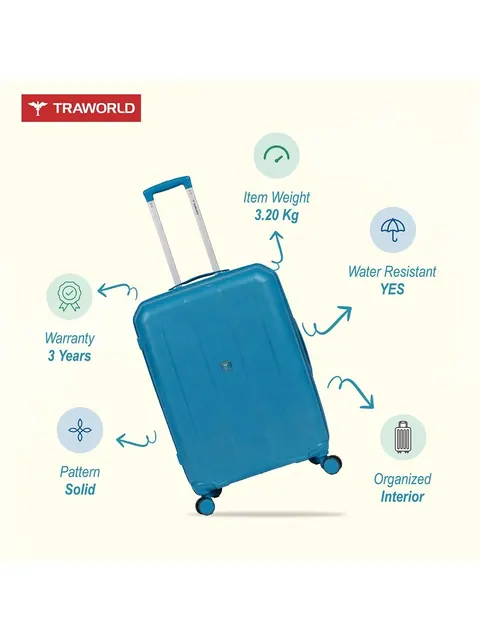 TRAWORLD
Item Weight
3.20 Kg
Water Resistant
YES
Warranty
3 Years
Pattern
Solid
Organized
Interior